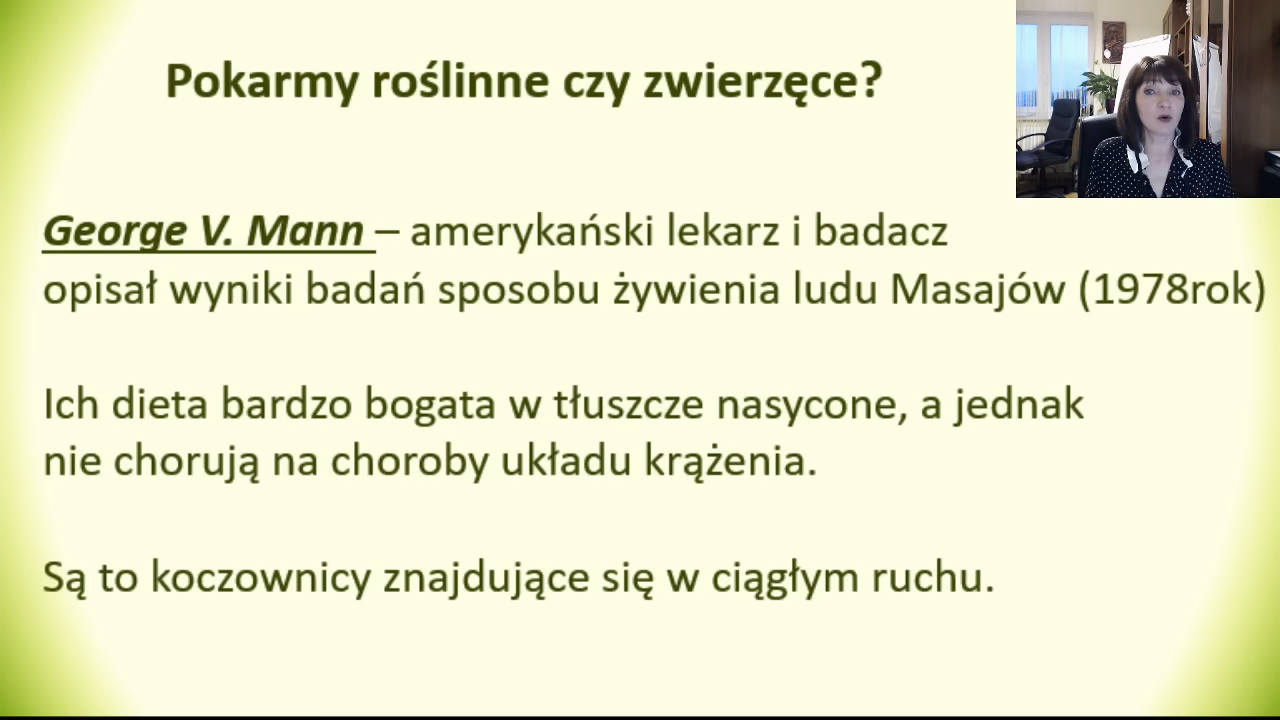 Pokarmy roślinne czy zwierzęce?
George V. Mann – amerykański lekarz i badacz
opisał wyniki badań sposobu żywienia ludu Masajów (1978rok)
Ich dieta bardzo bogata w tłuszcze nasycone, a jednak
nie chorują na choroby układu krążenia.
Są to koczownicy znajdujące się w ciągłym ruchu.